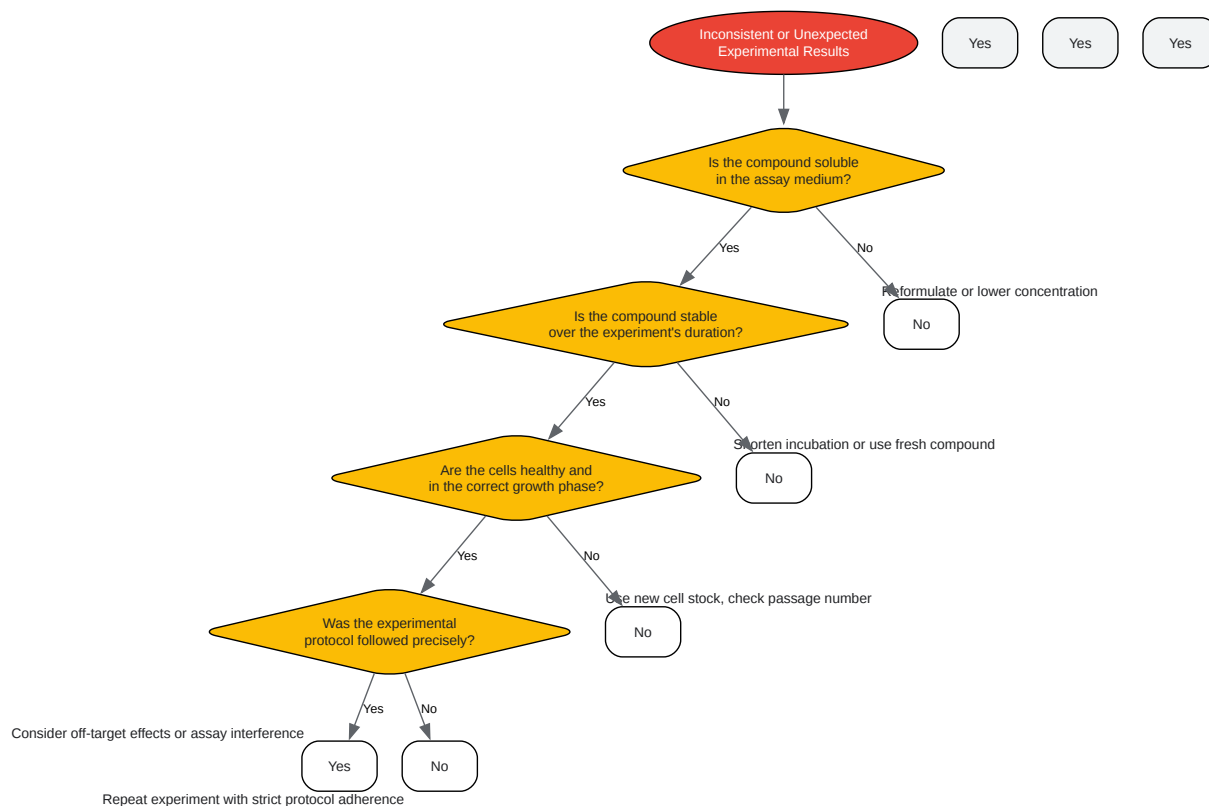 Inconsistent or Unexpected
Experimental Results
Yes
Yes
Yes
Is the compound soluble
in the assay medium?
Yes
No
Reformulate or lower concentration
No
Is the compound stable
over the experiment's duration?
Yes
No
Shorten incubation or use fresh compound
No
Are the cells healthy and
in the correct growth phase?
Yes
No
Use new cell stock, check passage number
No
Was the experimental
protocol followed precisely?
Yes
No
Consider off-target effects or assay interference
Yes
No
Repeat experiment with strict protocol adherence